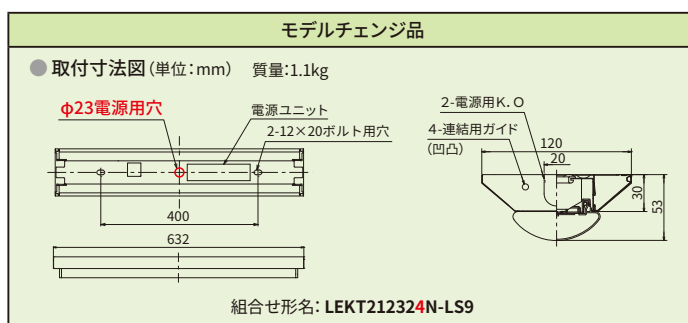 モデルチェンジ品
取付寸法図(単位:mm) 質量:1.1kg
φ23電源用穴
電源ユニット
2-12×20ボルト用穴
400
632
2-電源用K.O
4-連結用ガイド
(凹凸)
120
20
30
53
組合せ形名:LEKT212324N-LS9